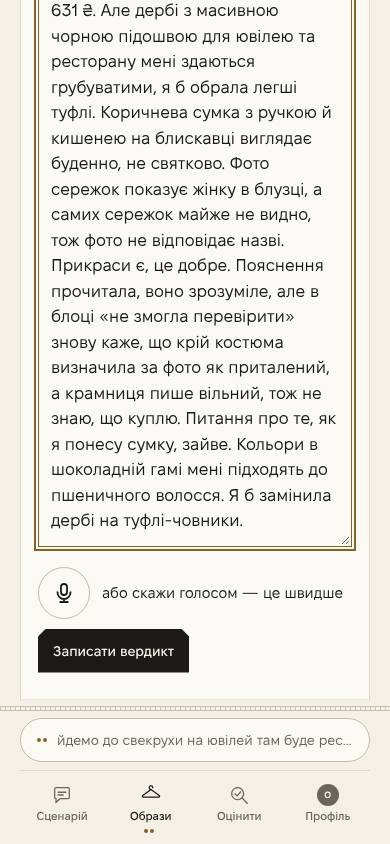 631 ₴. Але дербі з масивною
чорною підошвою для ювілею та
ресторану мені здаються
грубуватими, я б обрала легші
туфлі. Коричнева сумка з ручкою й
кишенею на блискавці виглядає
буденно, не святково. Фото
сережок показує жінку в блузці, а
самих сережок майже не видно,
тож фото не відповідає назві.
Прикраси є, це добре. Пояснення
прочитала, воно зрозуміле, але в
блоці «не змогла перевірити»
знову каже, що крій костюма
визначила за фото як приталений,
а крамниця пише вільний, тож не
знаю, що куплю. Питання про те, як
я понесу сумку, зайве. Кольори в
шоколадній гамі мені підходять до
пшеничного волосся. Я б замінила
дербі на туфлі-човники.
або скажи голосом — це швидше
Записати вердикт
йдемо до свекрухи на ювілей там буде рес...
Сценарій
Образи
Оцінити
О
Профіль